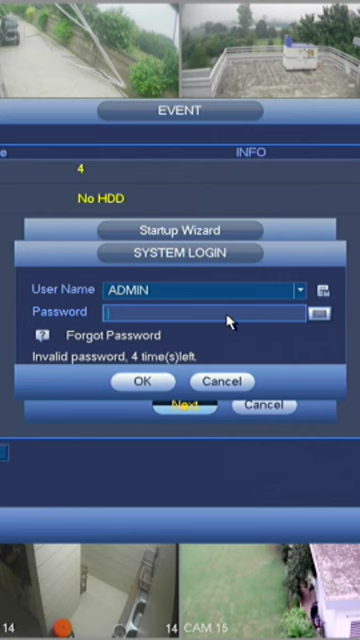 EVENT
e INFO
4
No HDD
Startup Wizard
SYSTEM LOGIN
User Name ADMIN
Password
Forgot Password
Invalid password, 4 time(s)left.
OK Cancel
Next Cancel
14 14 CAM 15